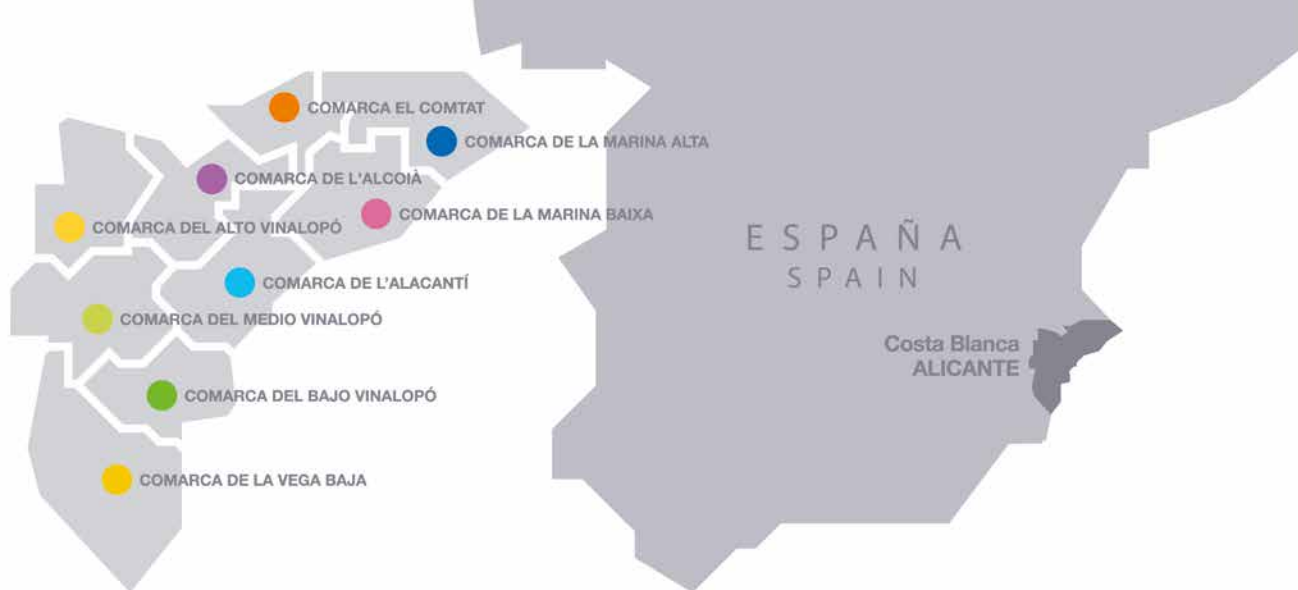 COMARCA EL COMTAT
COMARCA DE LA MARINA ALTA
COMARCA DE L'ALCOIÀ
COMARCA DE LA MARINA BAIXA
COMARCA DEL ALTO VINALOPÓ
COMARCA DE L'ALACANTÍ
COMARCA DEL MEDIO VINALOPÓ
COMARCA DEL BAJO VINALOPÓ
COMARCA DE LA VEGA BAJA
ESPAÑA
SPAIN
Costa Blanca
ALICANTE